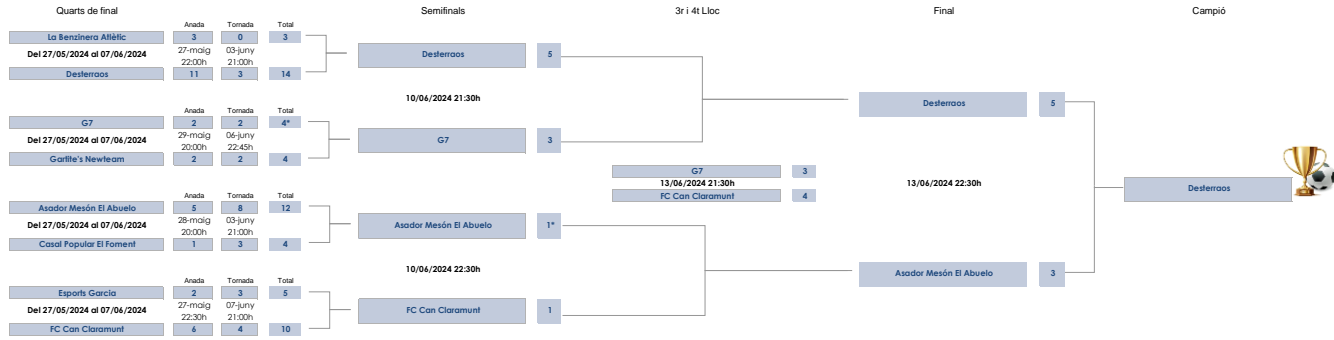 Quarts de final Semifinals 3r i 4t Lloc Final Campió
Anada Tornada Total
La Benzinera Atlètic 3 0 3
Del 27/05/2024 al 07/06/2024 27-maig 03-juny
22:00h 21:00h
Desterraos 11 3 14
Desterraos 5
10/06/2024 21:30h
Anada Tornada Total
G7 2 2 4*
Del 27/05/2024 al 07/06/2024 29-maig 06-juny
20:00h 22:45h
Garfite's Newteam 2 2 4
G7 3
G7 3
13/06/2024 21:30h
FC Can Claramunt 4
Desterraos 5
13/06/2024 22:30h
Asador Mesón El Abuelo 3
Desterraos
Anada Tornada Total
Asador Mesón El Abuelo 5 8 12
Del 27/05/2024 al 07/06/2024 28-maig 03-juny
20:00h 21:00h
Casal Popular El Foment 1 3 4
Asador Mesón El Abuelo 1*
10/06/2024 22:30h
Anada Tornada Total
Esports Garcia 2 3 5
Del 27/05/2024 al 07/06/2024 27-maig 07-juny
22:30h 21:00h
FC Can Claramunt 6 4 10
FC Can Claramunt 1